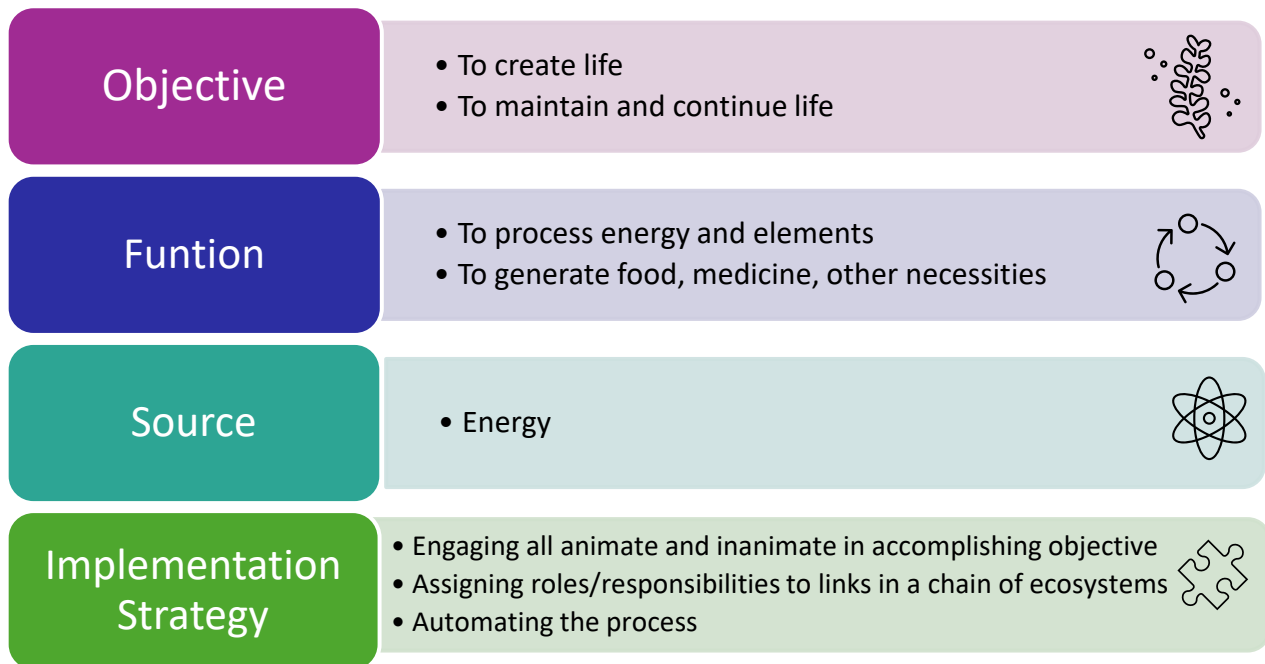 Objective
• To create life
• To maintain and continue life
Funtion
• To process energy and elements
• To generate food, medicine, other necessities
Source
• Energy
Implementation
Strategy
• Engaging all animate and inanimate in accomplishing objective
• Assigning roles/responsibilities to links in a chain of ecosystems
• Automating the process